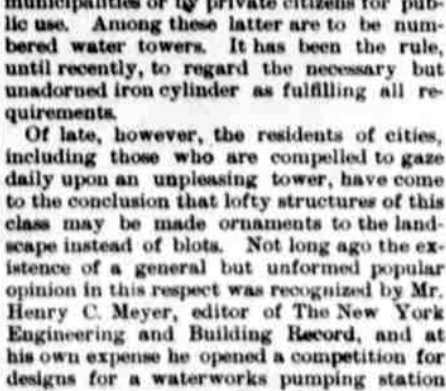 municipalities or by private citizens for pub-
lic use. Among these latter are to be num-
bered water towers. It has been the rule,
until recently, to regard the necessary but
unadorned iron cylinder as fulfilling all re-
quirements.
Of late, however, the residents of cities,
including those who are compelled to gaze
daily upon an unpleasing tower, have come
to the conclusion that lofty structures of this
class may be made ornaments to the land-
scape instead of blots. Not long ago the ex-
istence of a general but unformed popular
opinion in this respect was recognized by Mr.
Henry C. Meyer, editor of The New York
Engineering and Building Record, and at
his own expense he opened a competition for
designs for a waterworks pumping station